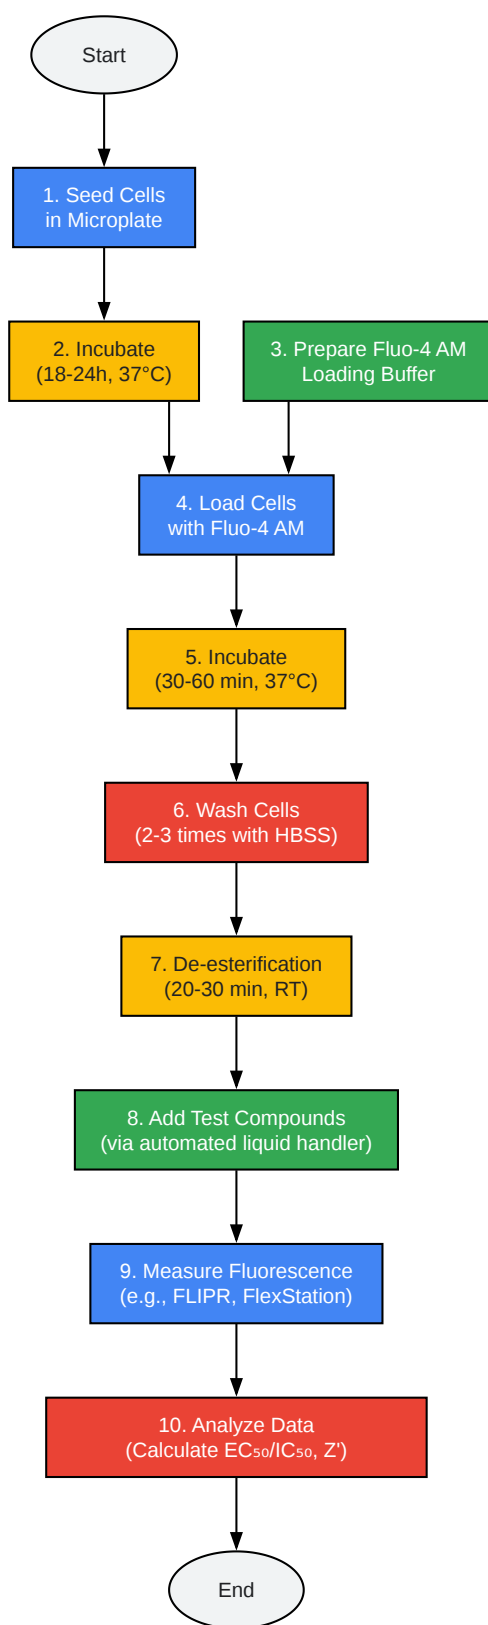 Start
1. Seed Cells
in Microplate
2. Incubate
(18-24h, 37°C)
3. Prepare Fluo-4 AM
Loading Buffer
4. Load Cells
with Fluo-4 AM
5. Incubate
(30-60 min, 37°C)
6. Wash Cells
(2-3 times with HBSS)
7. De-esterification
(20-30 min, RT)
8. Add Test Compounds
(via automated liquid handler)
9. Measure Fluorescence
(e.g., FLIPR, FlexStation)
10. Analyze Data
(Calculate EC₅₀/IC₅₀, Z')
End